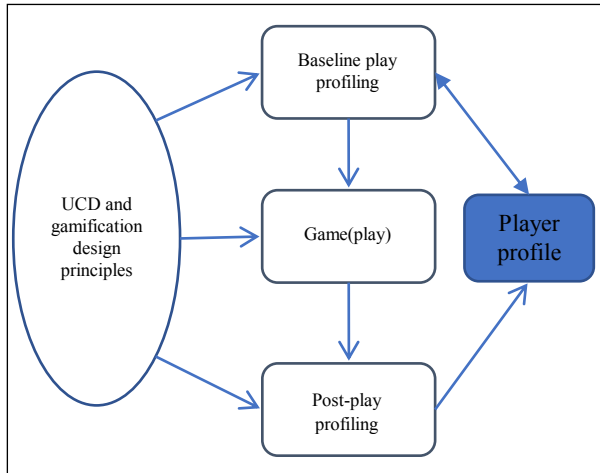 Baseline play
profiling
UCD and
gamification
design
principles
Game(play)
Player
profile
Post-play
profiling